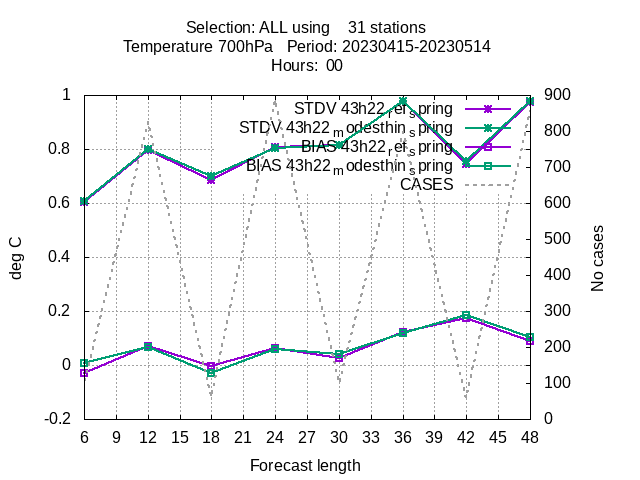 Selection: ALL using 31 stations
Temperature 700hPa Period: 20230415-20230514
Hours: 00
STDV 43h22_ref_spring
STDV 43h22_modesthin_spring
BIAS 43h22_ref_spring
BIAS 43h22_modesthin_spring
CASES
1
0.8
0.6
0.4
0.2
0
-0.2
deg C
900
800
700
600
500
400
300
200
100
0
No cases
6 9 12 15 18 21 24 27 30 33 36 39 42 45 48
Forecast length